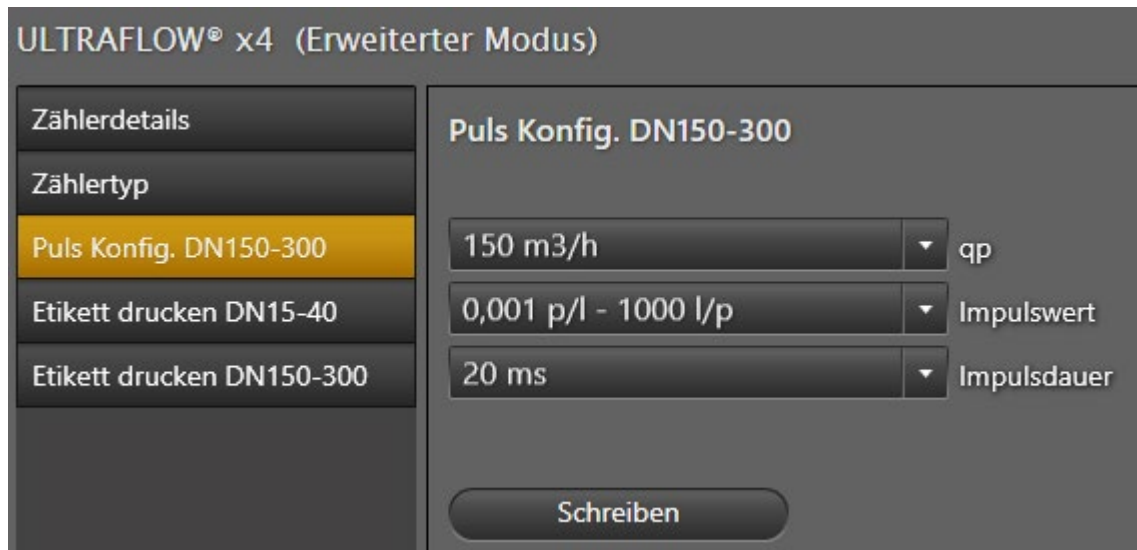 ULTRAFLOW® x4 (Erweiterter Modus)
Zählerdetails
Zählertyp
Puls Konfig. DN150-300
Etikett drucken DN15-40
Etikett drucken DN150-300
Puls Konfig. DN150-300
150 m3/h qp
0,001 p/l - 1000 l/p Impulswert
20 ms Impulsdauer
Schreiben